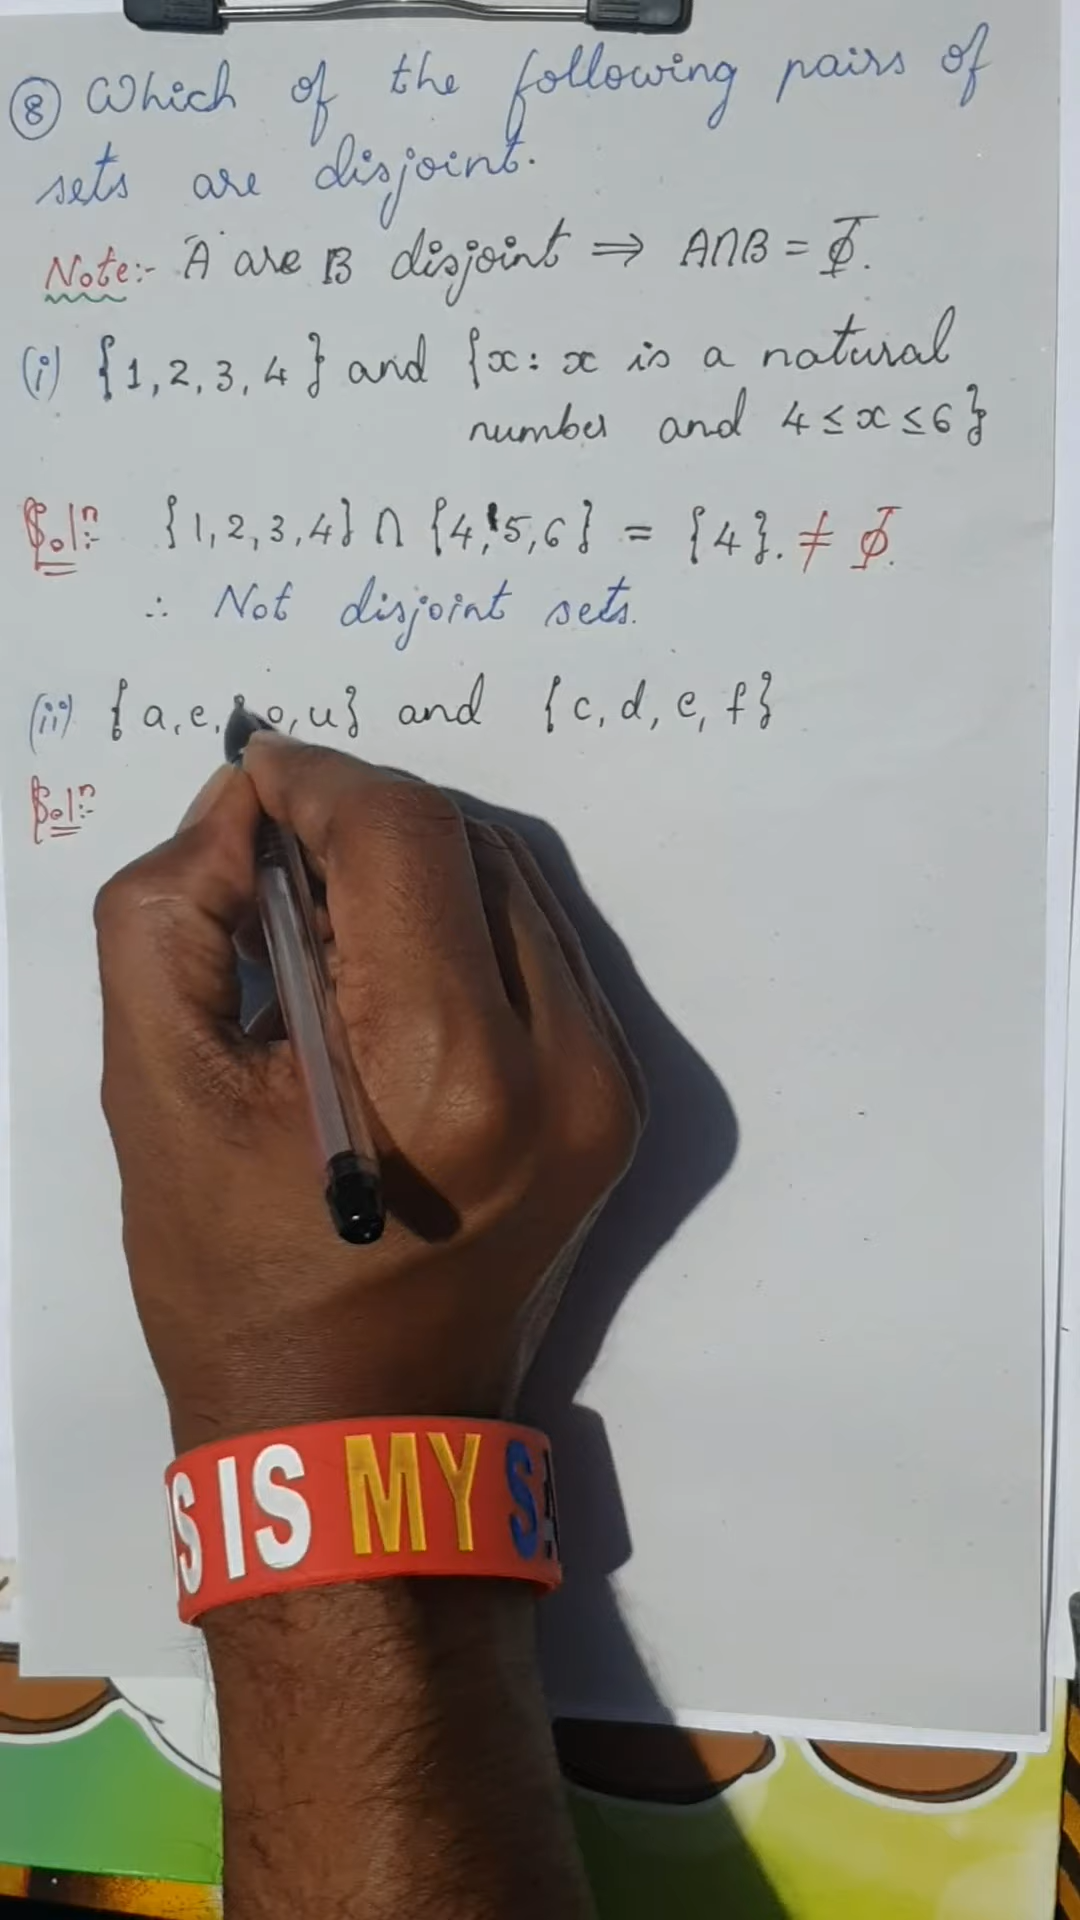 ⑧ Which of the following pairs of
sets are disjoint.
Note:- A are B disjoint ⇒ A∩B = Φ.
(i) {1, 2, 3, 4} and {x: x is a natural
number and 4 ≤ x ≤ 6}
Soln:- {1, 2, 3, 4} ∩ {4, 5, 6} = {4}. ≠ Φ.
∴ Not disjoint sets.
(ii) {a, e, o, u} and {c, d, e, f}
Soln:-
IS MY